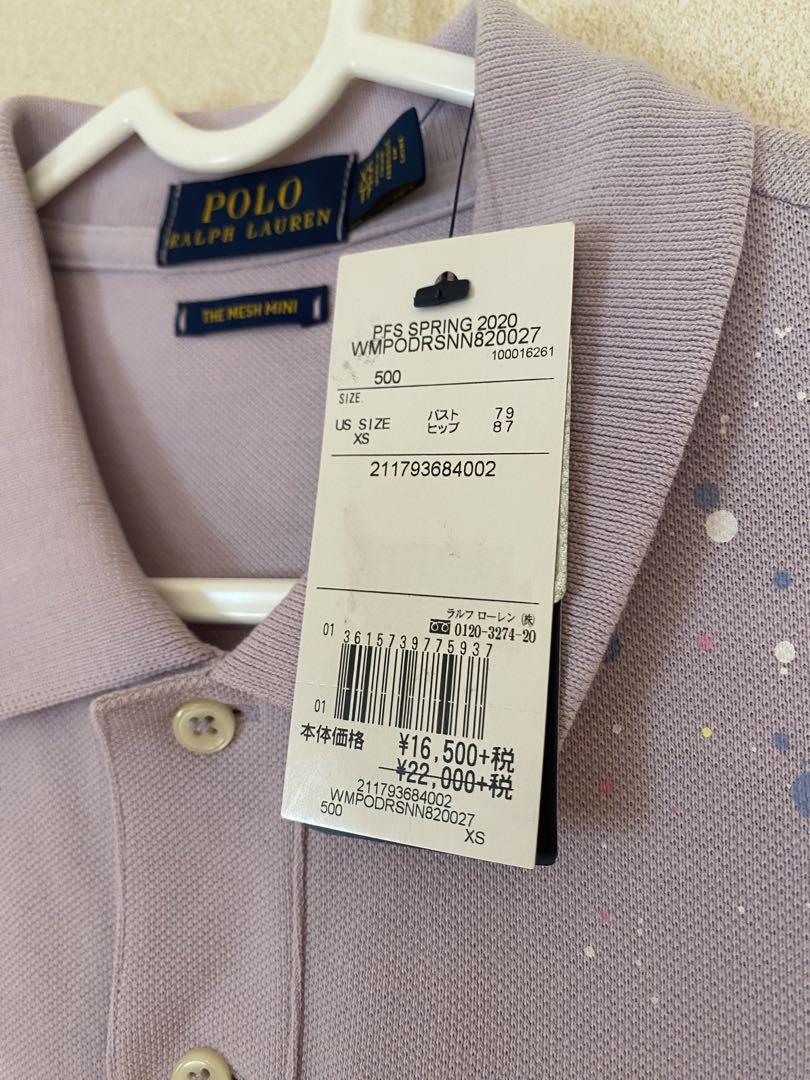 POLO
RALPH LAUREN
THE MESH MINI
PFS SPRING 2020
WMPODRSNN820027
100016261
500
SIZE.
US SIZE バスト 79
XS ヒップ 87
211793684002
ラルフ ローレン ㈱
0120-3274-20
01 3615739775937
01
本体価格 ¥16,500+税
¥22,000+税
211793684002
WMPODRSNN820027
500 XS